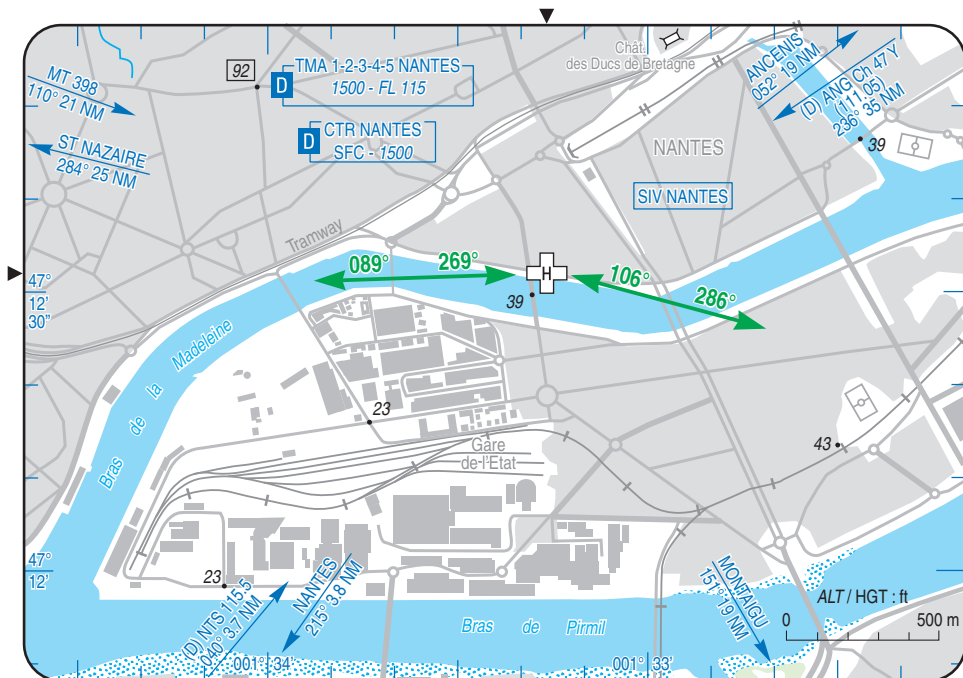 MT 398
110° 21 NM
ST NAZAIRE
284° 25 NM
92
D
TMA 1-2-3-4-5 NANTES
1500 - FL 115
D
CTR NANTES
SFC - 1500
Chât.
des Ducs de Bretagne
ANCENIS
052° 19 NM
(D) ANG Ch 47 Y
(111.05)
236° 35 NM
39
NANTES
SIV NANTES
Tramway
089°
269°
H
106°
286°
39
47°
12'
30"
Bras de la Madeleine
23
Gare
de-l'Etat
43
47°
12'
23
(D) NTS 115.5
040° 3.7 NM
NANTES
215° 3.8 NM
Bras de Pirmil
MONTAIGU
151° 19 NM
ALT / HGT : ft
0
500 m
001° 34'
001° 33'